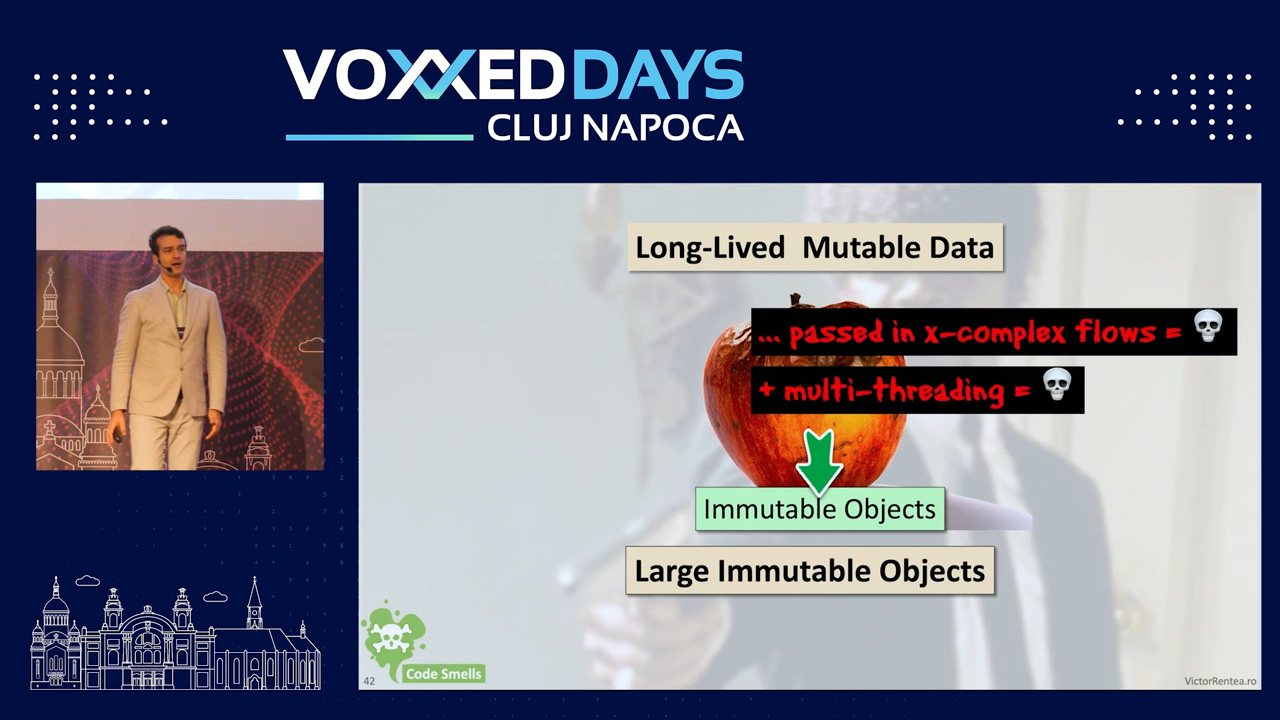 VOXXED DAYS
CLUJ NAPOCA
Long-Lived Mutable Data
... passed in x-complex flows = 💀
+ multi-threading = 💀
Immutable Objects
Large Immutable Objects
Code Smells
42
VictorRentea.ro